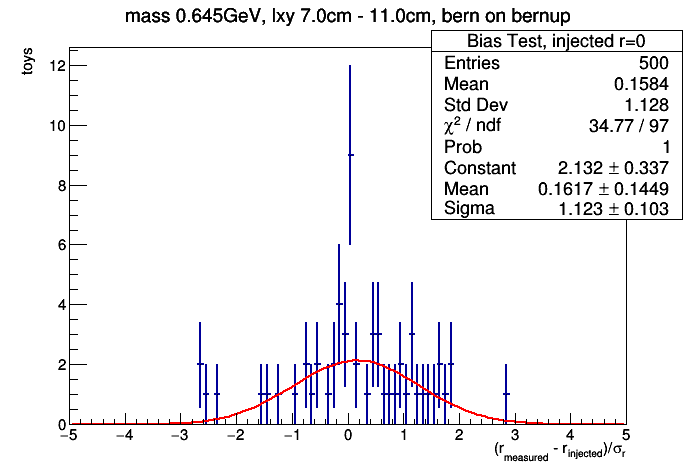 mass 0.645GeV, lxy 7.0cm - 11.0cm, bern on bernup
Bias Test, injected r=0
Entries 500
Mean 0.1584
Std Dev 1.128
χ² / ndf 34.77 / 97
Prob 1
Constant 2.132 ± 0.337
Mean 0.1617 ± 0.1449
Sigma 1.123 ± 0.103
toys
12
10
8
6
4
2
0
−5 −4 −3 −2 −1 0 1 2 3 4 5
(r_measured - r_injected)/σ_r